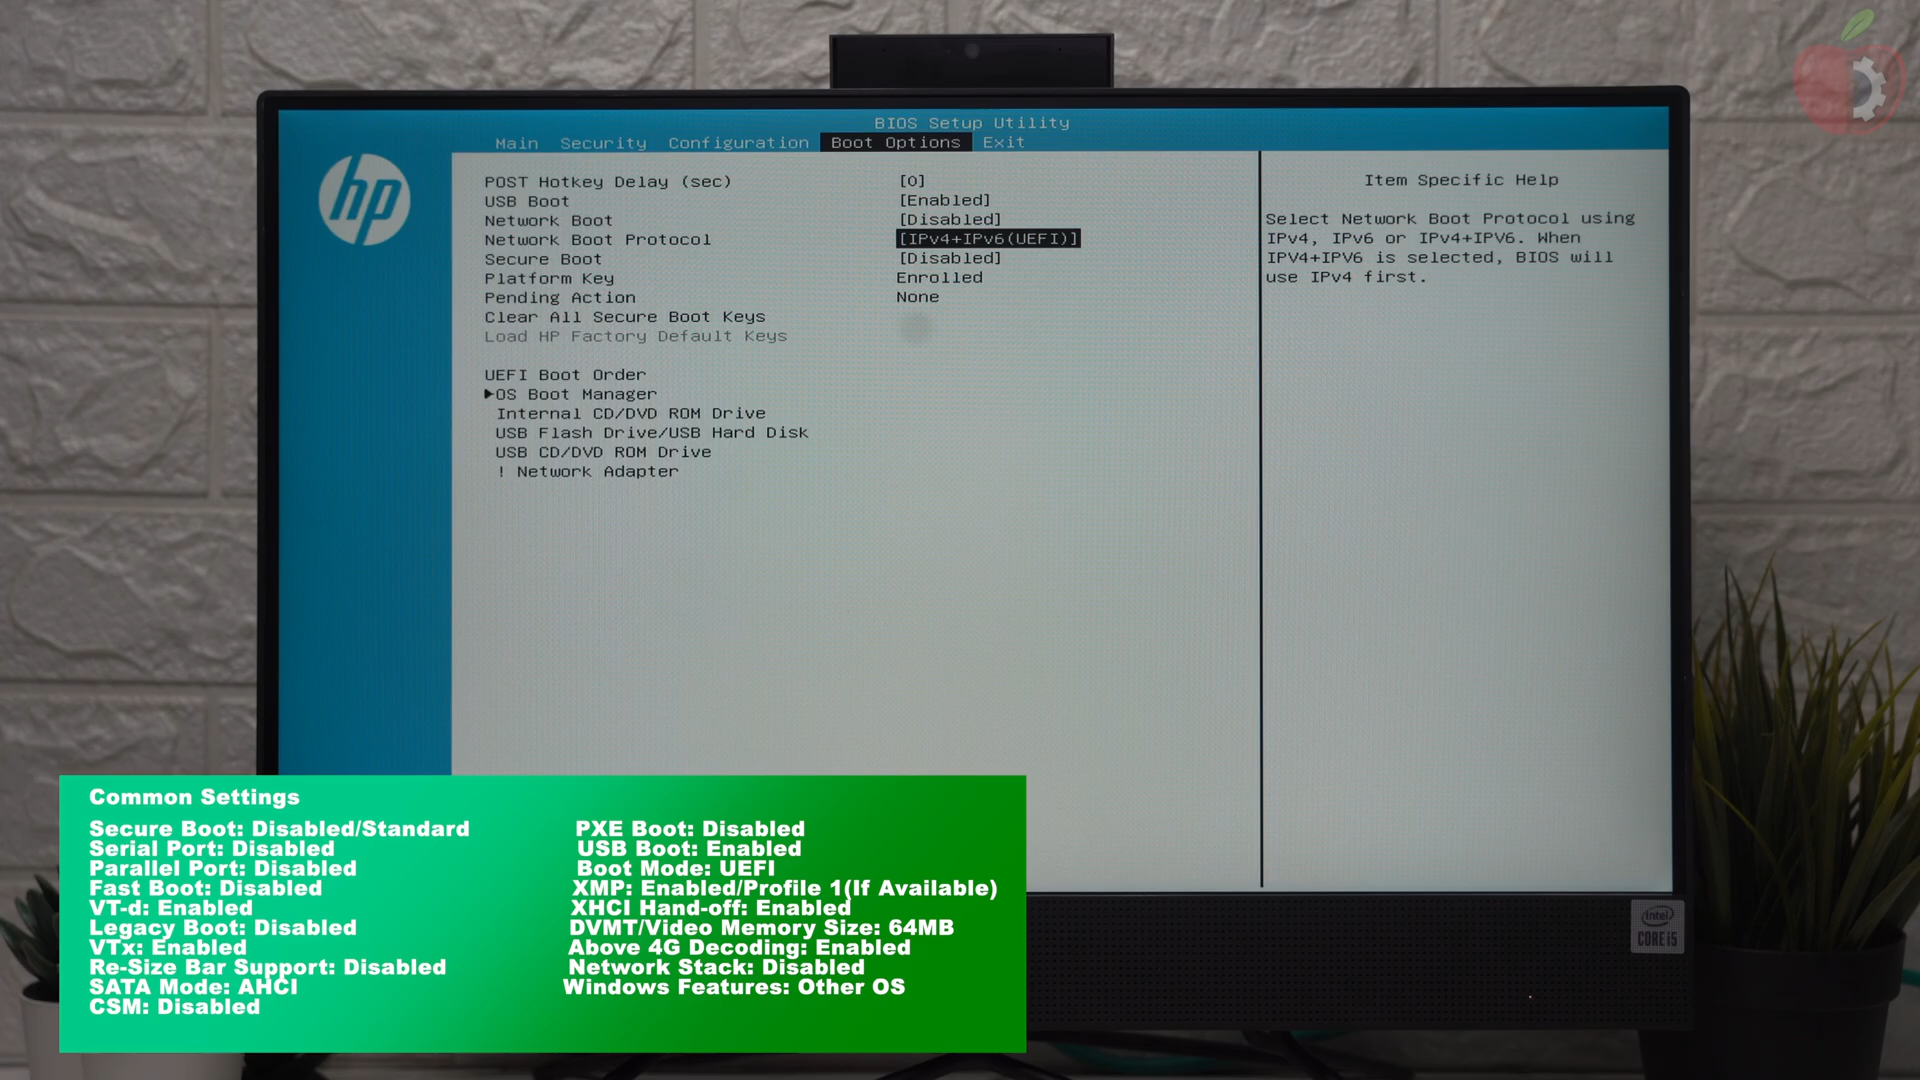 BIOS Setup Utility
Main Security Configuration Boot Options Exit
hp
POST Hotkey Delay (sec) [0]
USB Boot [Enabled]
Network Boot [Disabled]
Network Boot Protocol [IPv4+IPv6(UEFI)]
Secure Boot [Disabled]
Platform Key Enrolled
Pending Action None
Clear All Secure Boot Keys
Load HP Factory Default Keys
UEFI Boot Order
▶OS Boot Manager
Internal CD/DVD ROM Drive
USB Flash Drive/USB Hard Disk
USB CD/DVD ROM Drive
! Network Adapter
Item Specific Help
Select Network Boot Protocol using
IPv4, IPv6 or IPv4+IPV6. When
IPV4+IPV6 is selected, BIOS will
use IPv4 first.
Common Settings
Secure Boot: Disabled/Standard
Serial Port: Disabled
Parallel Port: Disabled
Fast Boot: Disabled
VT-d: Enabled
Legacy Boot: Disabled
VTx: Enabled
Re-Size Bar Support: Disabled
SATA Mode: AHCI
CSM: Disabled
PXE Boot: Disabled
USB Boot: Enabled
Boot Mode: UEFI
XMP: Enabled/Profile 1(If Available)
XHCI Hand-off: Enabled
DVMT/Video Memory Size: 64MB
Above 4G Decoding: Enabled
Network Stack: Disabled
Windows Features: Other OS
intel
CORE i5